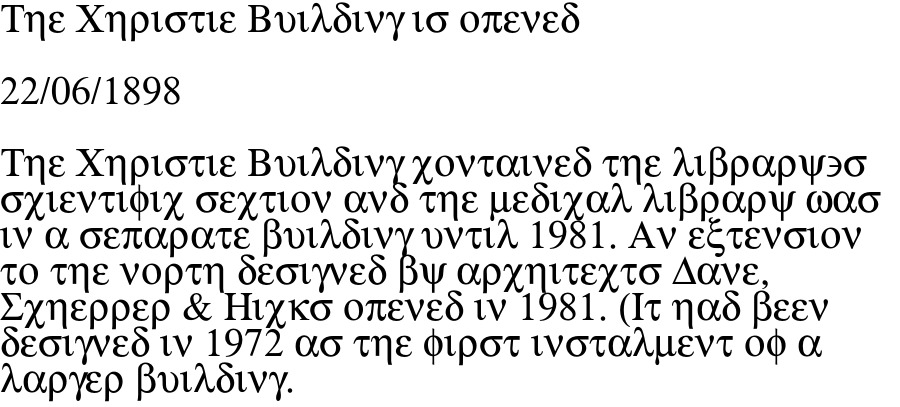 Τηε Χηριστιε Βυιλδινγ ισ οπενεδ
22/06/1898
Τηε Χηριστιε Βυιλδινγ χονταινεδ τηε λιβραρψ϶σ
σχιεντιφιχ σεχτιον ανδ τηε μεδιχαλ λιβραρψ ωασ
ιν α σεπαρατε βυιλδινγ υντιλ 1981. Αν εξτενσιον
το τηε νορτη δεσιγνεδ βψ αρχηιτεχτσ Δανε,
Σχηερρερ & Ηιχκσ οπενεδ ιν 1981. (Ιτ ηαδ βεεν
δεσιγνεδ ιν 1972 ασ τηε φιρστ ινσταλμεντ οφ α
λαργερ βυιλδινγ.